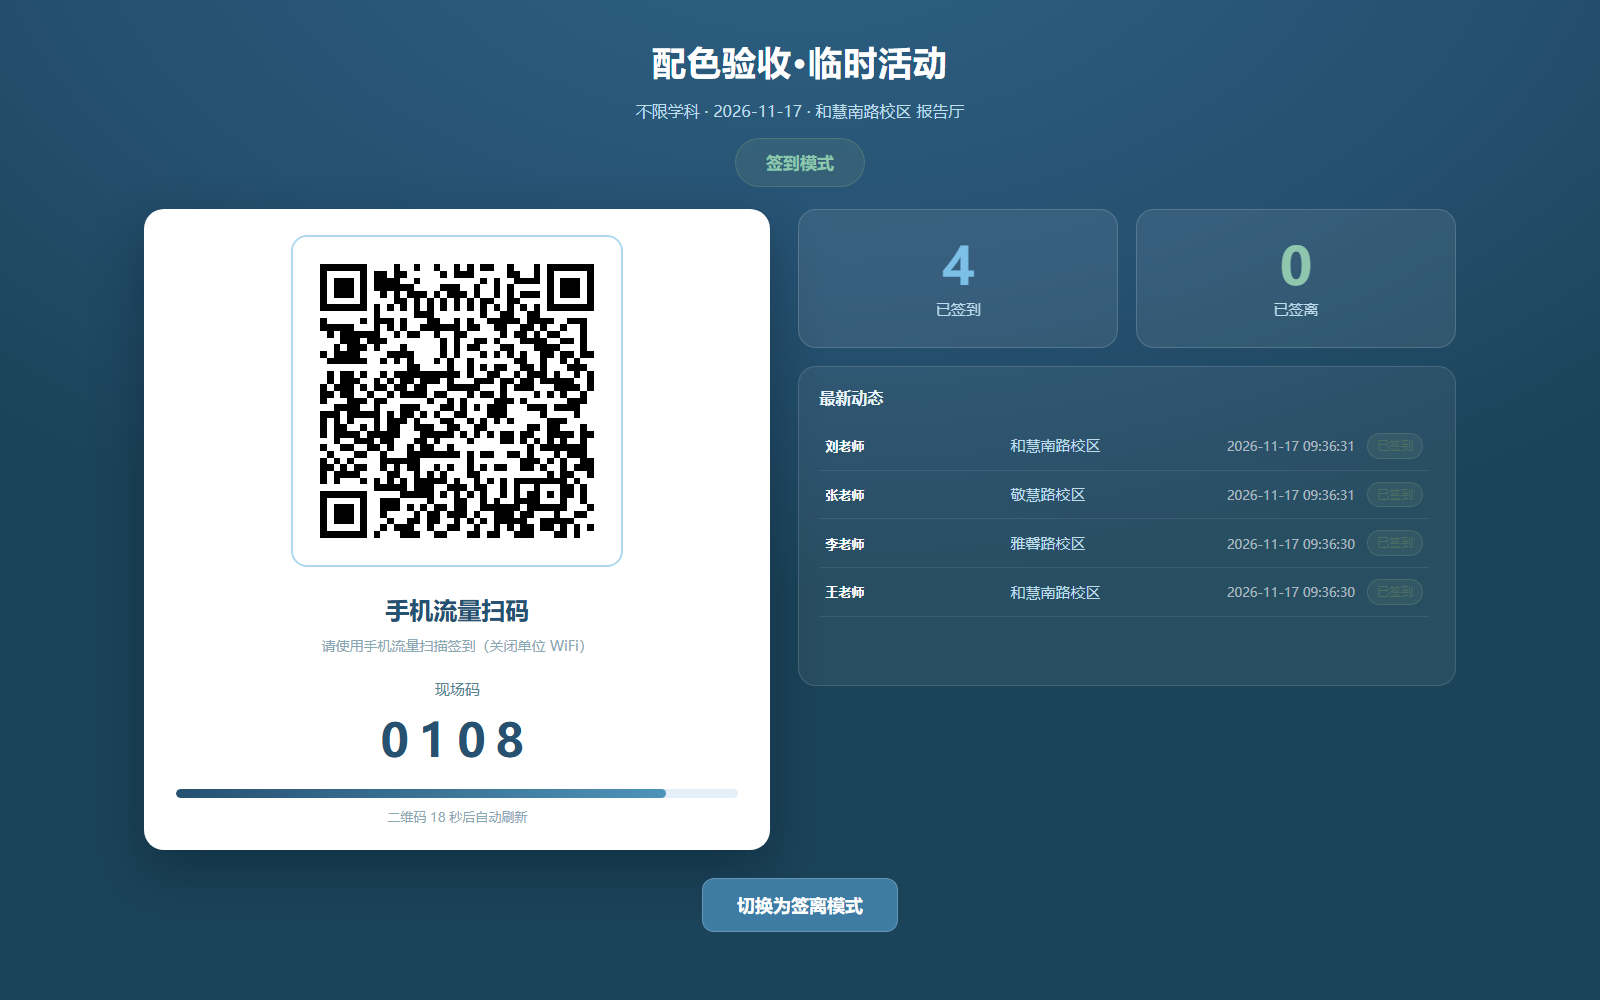 配色验收•临时活动
不限学科 · 2026-11-17 · 和慧南路校区 报告厅
签到模式
手机流量扫码
请使用手机流量扫描签到（关闭单位 WiFi）
现场码
0108
二维码 18 秒后自动刷新
4
已签到
0
已签离
最新动态
刘老师 和慧南路校区 2026-11-17 09:36:31 已签到
张老师 敬慧路校区 2026-11-17 09:36:31 已签到
李老师 雅馨路校区 2026-11-17 09:36:30 已签到
王老师 和慧南路校区 2026-11-17 09:36:30 已签到
切换为签离模式